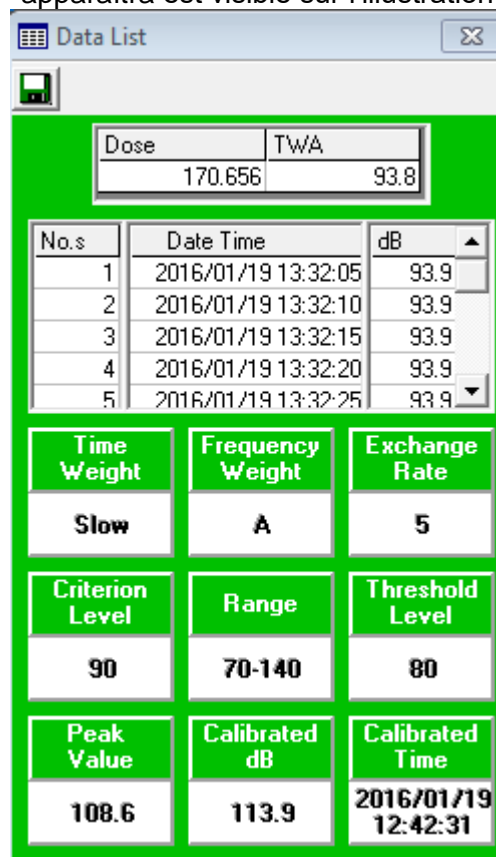 Data List
Dose TWA
170.656 93.8
No.s Date Time dB
1 2016/01/19 13:32:05 93.9
2 2016/01/19 13:32:10 93.9
3 2016/01/19 13:32:15 93.9
4 2016/01/19 13:32:20 93.9
5 2016/01/19 13:32:25 93.9
Time Frequency Exchange
Weight Weight Rate
Slow A 5
Criterion Range Threshold
Level Level
90 70-140 80
Peak Calibrated Calibrated
Value dB Time
108.6 113.9 2016/01/19
12:42:31